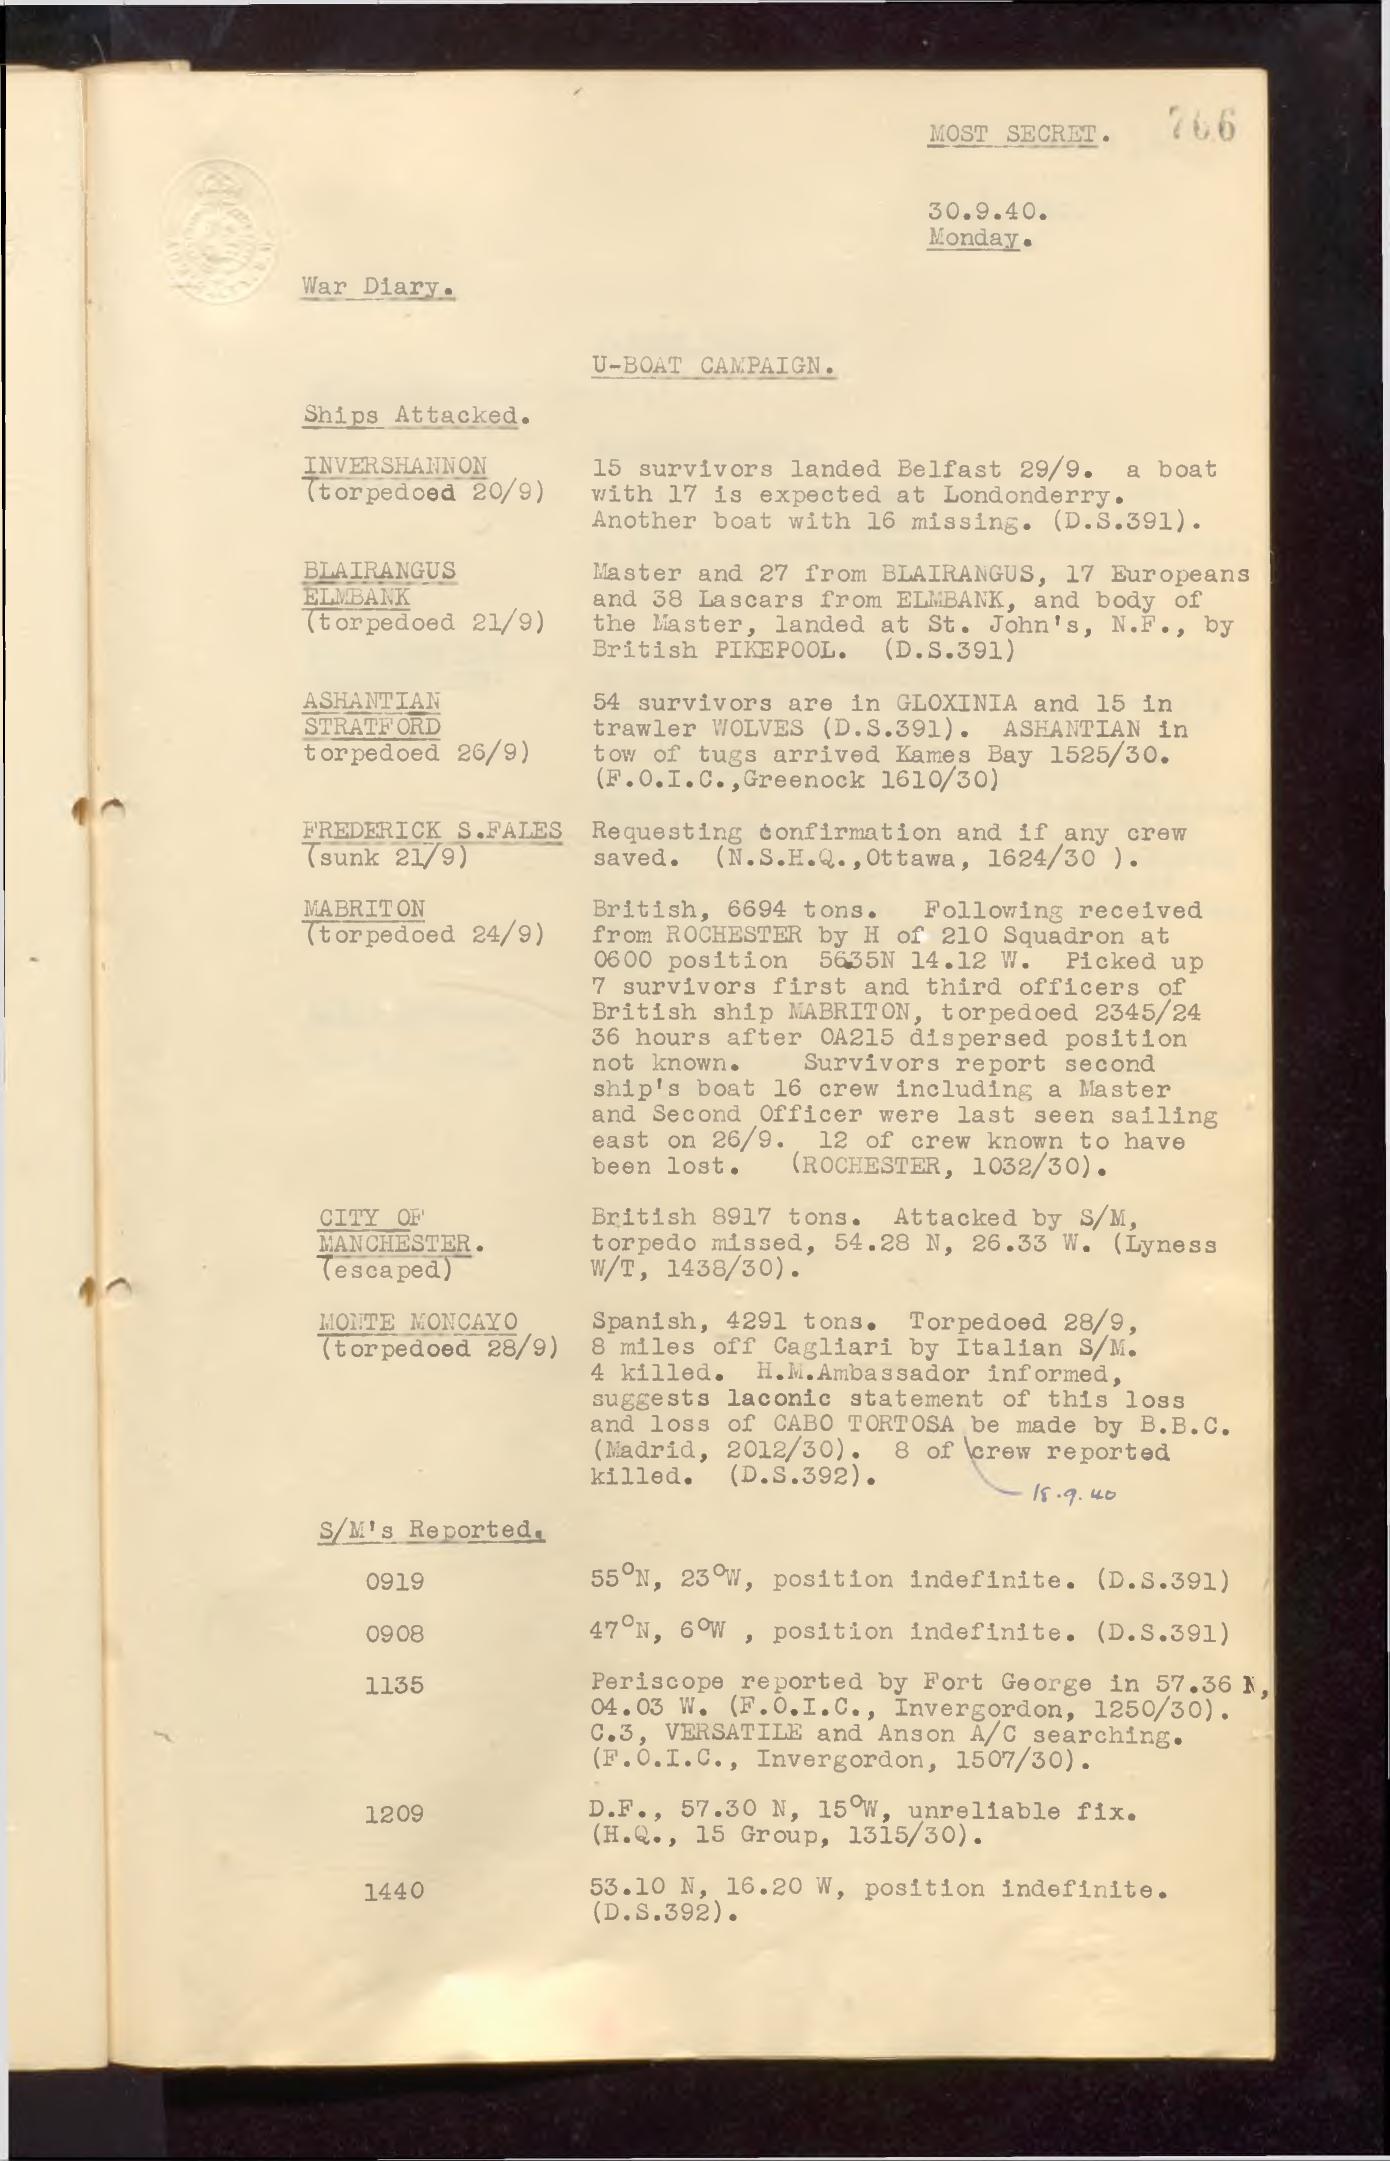 766
MOST SECRET.
30.9.40.
Monday.
War Diary.
U-BOAT CAMPAIGN.
Ships Attacked.
INVERSHANNON
(torpedoed 20/9)
15 survivors landed Belfast 29/9.  a boat
with 17 is expected at Londonderry.
Another boat with 16 missing. (D.S.391).
BLAIRANGUS
ELMBANK
(torpedoed 21/9)
Master and 27 from BLAIRANGUS, 17 Europeans
and 38 Lascars from ELMBANK, and body of
the Master, landed at St. John's, N.F., by
British PIKEPOOL.  (D.S.391)
ASHANTIAN
STRATFORD
torpedoed 26/9)
54 survivors are in GLOXINIA and 15 in
trawler WOLVES (D.S.391).  ASHANTIAN in
tow of tugs arrived Kames Bay 1525/30.
(F.O.I.C.,Greenock 1610/30)
FREDERICK S.FALES
(sunk 21/9)
Requesting confirmation and if any crew
saved.  (N.S.H.Q.,Ottawa, 1624/30 ).
MABRITON
(torpedoed 24/9)
British, 6694 tons.   Following received
from ROCHESTER by H of 210 Squadron at
0600 position  56.35N 14.12 W.  Picked up
7 survivors first and third officers of
British ship MABRITON, torpedoed 2345/24
36 hours after OA215 dispersed position
not known.    Survivors report second
ship's boat 16 crew including a Master
and Second Officer were last seen sailing
east on 26/9.  12 of crew known to have
been lost.   (ROCHESTER, 1032/30).
CITY OF
MANCHESTER.
(escaped)
British 8917 tons.  Attacked by S/M,
torpedo missed, 54.28 N, 26.33 W. (Lyness
W/T, 1438/30).
MONTE MONCAYO
(torpedoed 28/9)
Spanish, 4291 tons.  Torpedoed 28/9,
8 miles off Cagliari by Italian S/M.
4 killed.  H.M.Ambassador informed,
suggests laconic statement of this loss
and loss of CABO TORTOSA be made by B.B.C.
(Madrid, 2012/30).  8 of crew reported
killed.  (D.S.392).
18.9.40
S/M's Reported.
0919
55°N, 23°W, position indefinite. (D.S.391)
0908
47°N, 6°W , position indefinite. (D.S.391)
1135
Periscope reported by Fort George in 57.36 N,
04.03 W. (F.O.I.C., Invergordon, 1250/30).
C.3, VERSATILE and Anson A/C searching.
(F.O.I.C., Invergordon, 1507/30).
1209
D.F., 57.30 N, 15°W, unreliable fix.
(H.Q., 15 Group, 1315/30).
1440
53.10 N, 16.20 W, position indefinite.
(D.S.392).